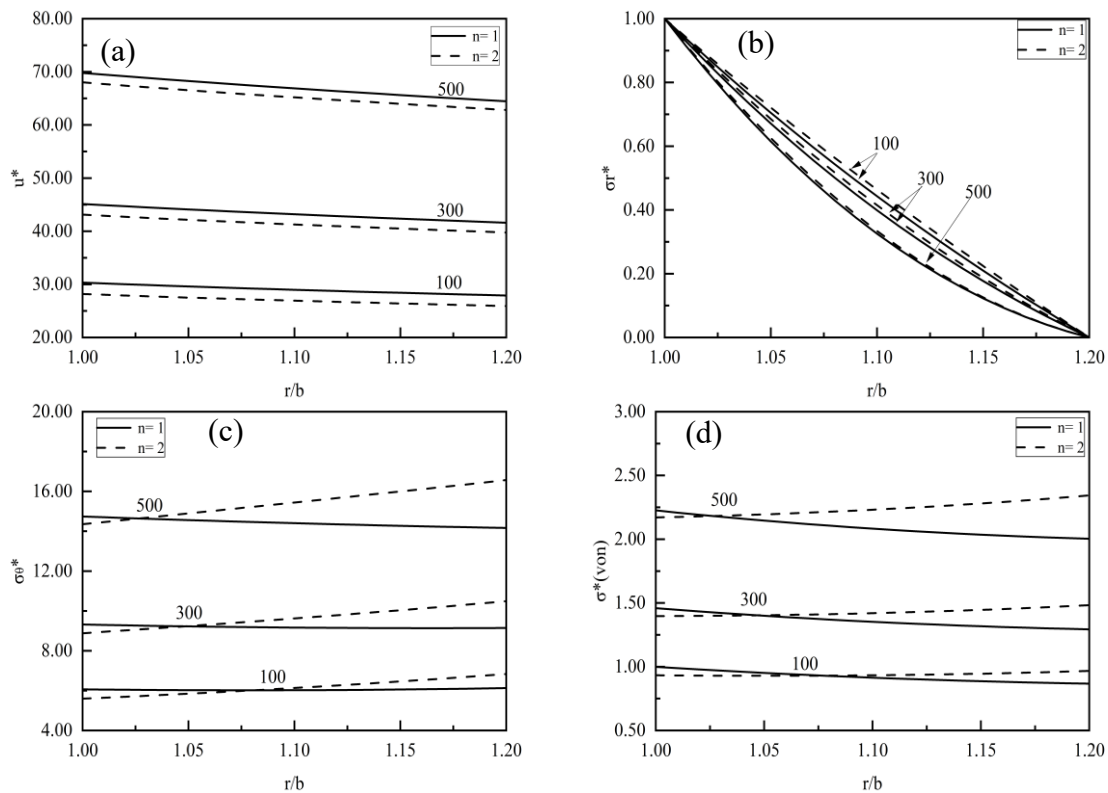 (a)
n= 1
n= 2
80.00
70.00
60.00
50.00
40.00
30.00
20.00
500
300
100
u*
1.00
1.05
1.10
1.15
1.20
r/b
(b)
n= 1
n= 2
1.00
0.80
0.60
0.40
0.20
0.00
100
300
500
σr*
1.00
1.05
1.10
1.15
1.20
r/b
(c)
n= 1
n= 2
20.00
16.00
12.00
8.00
4.00
500
300
100
σθ*
1.00
1.05
1.10
1.15
1.20
r/b
(d)
n= 1
n= 2
3.00
2.50
2.00
1.50
1.00
0.50
500
300
100
σ*(von)
1.00
1.05
1.10
1.15
1.20
r/b